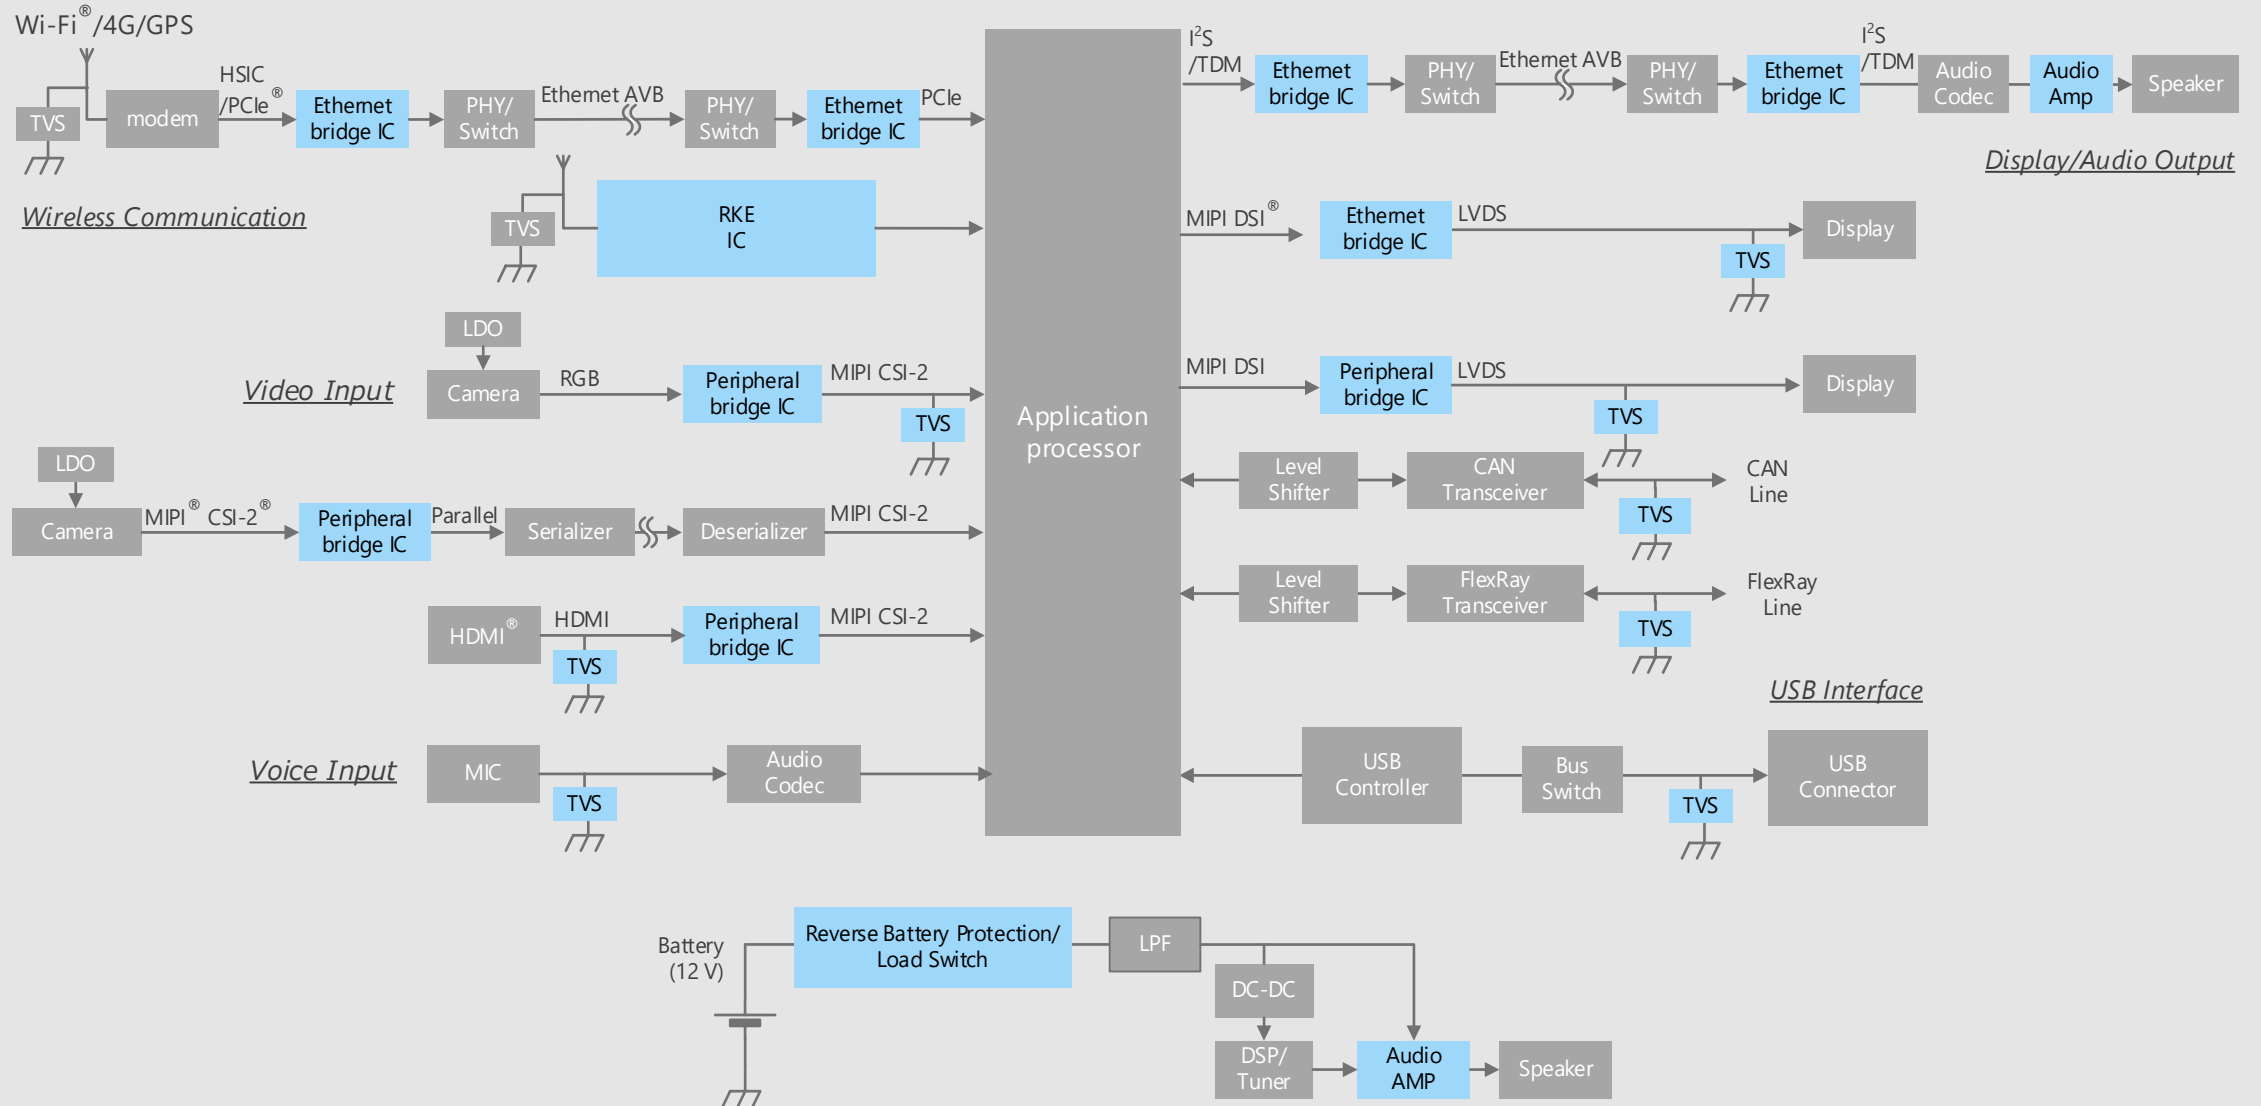 Wi-Fi®/4G/GPS
TVS
modem
HSIC
/PCIe®
Ethernet
bridge IC
PHY/
Switch
Ethernet AVB
PHY/
Switch
Ethernet
bridge IC
PCIe
Wireless Communication
TVS
RKE
IC
LDO
Video Input
Camera
RGB
Peripheral
bridge IC
MIPI CSI-2
TVS
LDO
Camera
MIPI® CSI-2®
Peripheral
bridge IC
Parallel
Serializer
Deserializer
MIPI CSI-2
HDMI®
HDMI
TVS
Peripheral
bridge IC
MIPI CSI-2
Voice Input
MIC
TVS
Audio
Codec
Application
processor
I²S
/TDM
Ethernet
bridge IC
PHY/
Switch
Ethernet AVB
PHY/
Switch
Ethernet
bridge IC
I²S
/TDM
Audio
Codec
Audio
Amp
Speaker
Display/Audio Output
MIPI DSI®
Ethernet
bridge IC
LVDS
TVS
Display
MIPI DSI
Peripheral
bridge IC
LVDS
TVS
Display
Level
Shifter
CAN
Transceiver
TVS
CAN
Line
Level
Shifter
FlexRay
Transceiver
TVS
FlexRay
Line
USB Interface
USB
Controller
Bus
Switch
TVS
USB
Connector
Battery
(12 V)
Reverse Battery Protection/
Load Switch
LPF
DC-DC
DSP/
Tuner
Audio
AMP
Speaker